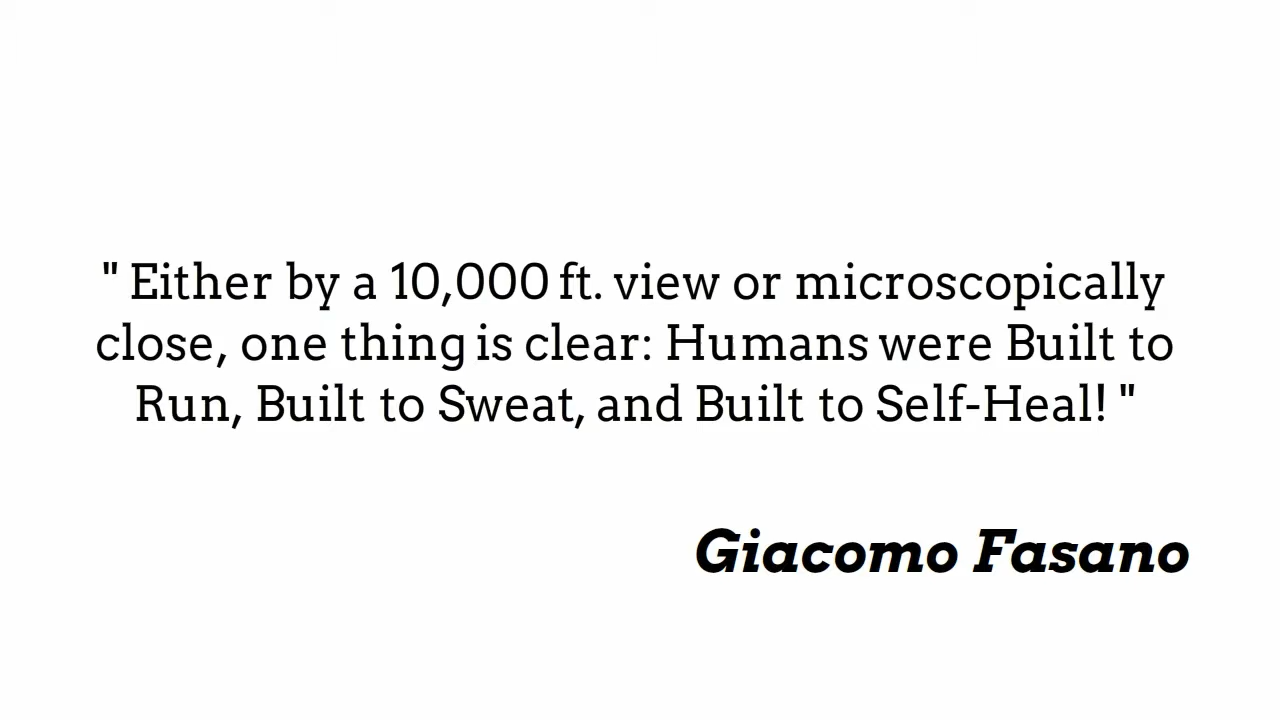 " Either by a 10,000 ft. view or microscopically
close, one thing is clear: Humans were Built to
Run, Built to Sweat, and Built to Self-Heal! "
Giacomo Fasano